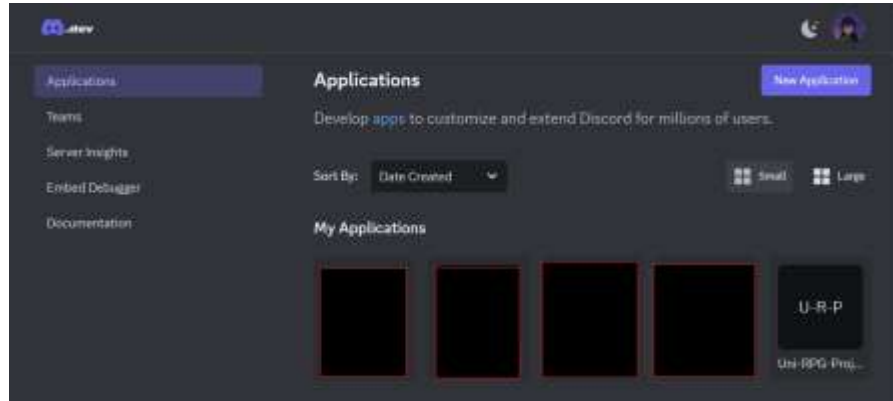 .dev
Applications
Teams
Server Insights
Embed Debugger
Documentation
Applications
New Application
Develop apps to customize and extend Discord for millions of users.
Sort By: Date Created
Small
Large
My Applications
U-R-P
Uni-RPG-Proj...